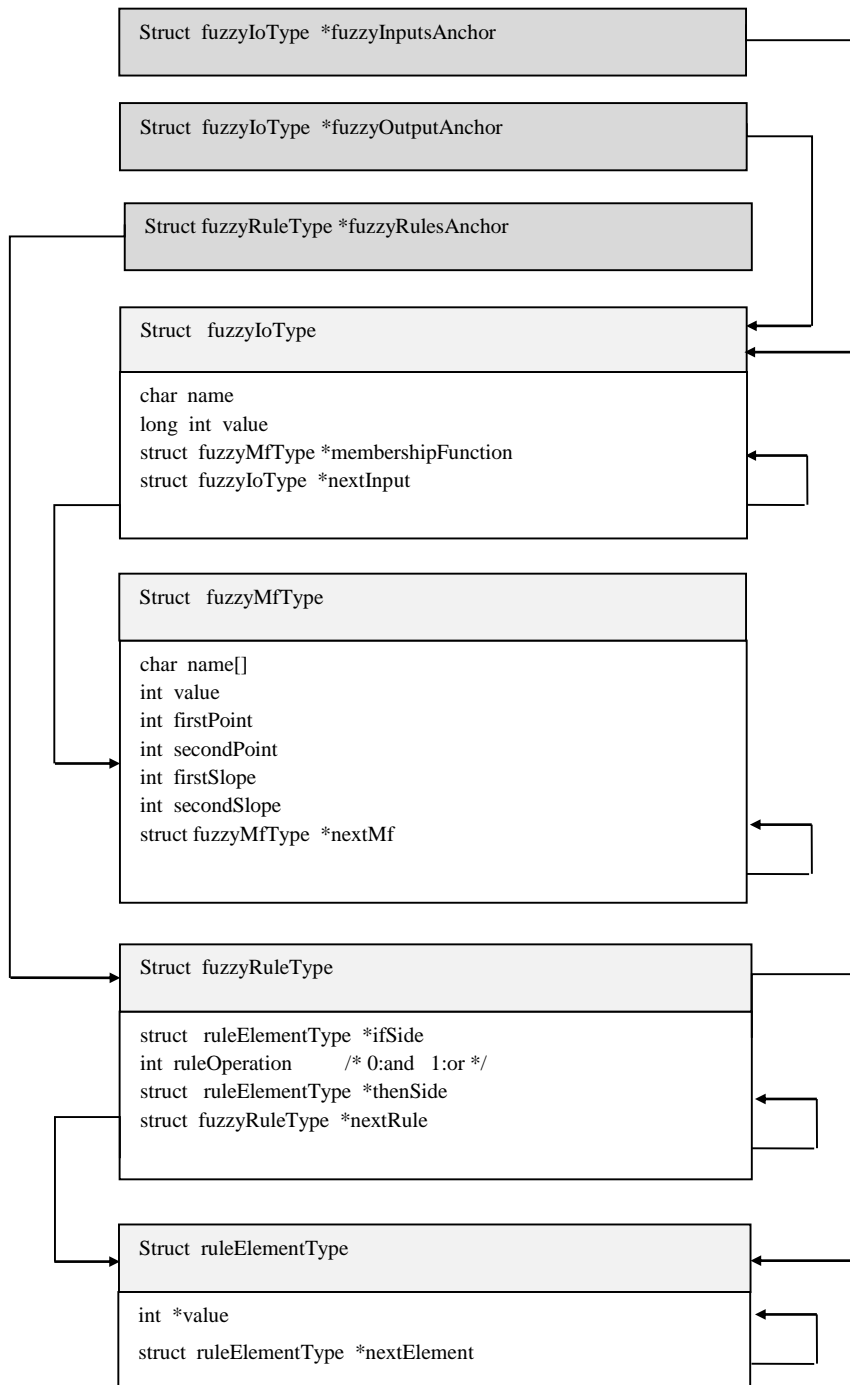 Struct fuzzyIoType *fuzzyInputsAnchor
Struct fuzzyIoType *fuzzyOutputAnchor
Struct fuzzyRuleType *fuzzyRulesAnchor
Struct fuzzyIoType
char name
long int value
struct fuzzyMfType *membershipFunction
struct fuzzyIoType *nextInput
Struct fuzzyMfType
char name[]
int value
int firstPoint
int secondPoint
int firstSlope
int secondSlope
struct fuzzyMfType *nextMf
Struct fuzzyRuleType
struct ruleElementType *ifSide
int ruleOperation /* 0:and 1:or */
struct ruleElementType *thenSide
struct fuzzyRuleType *nextRule
Struct ruleElementType
int *value
struct ruleElementType *nextElement